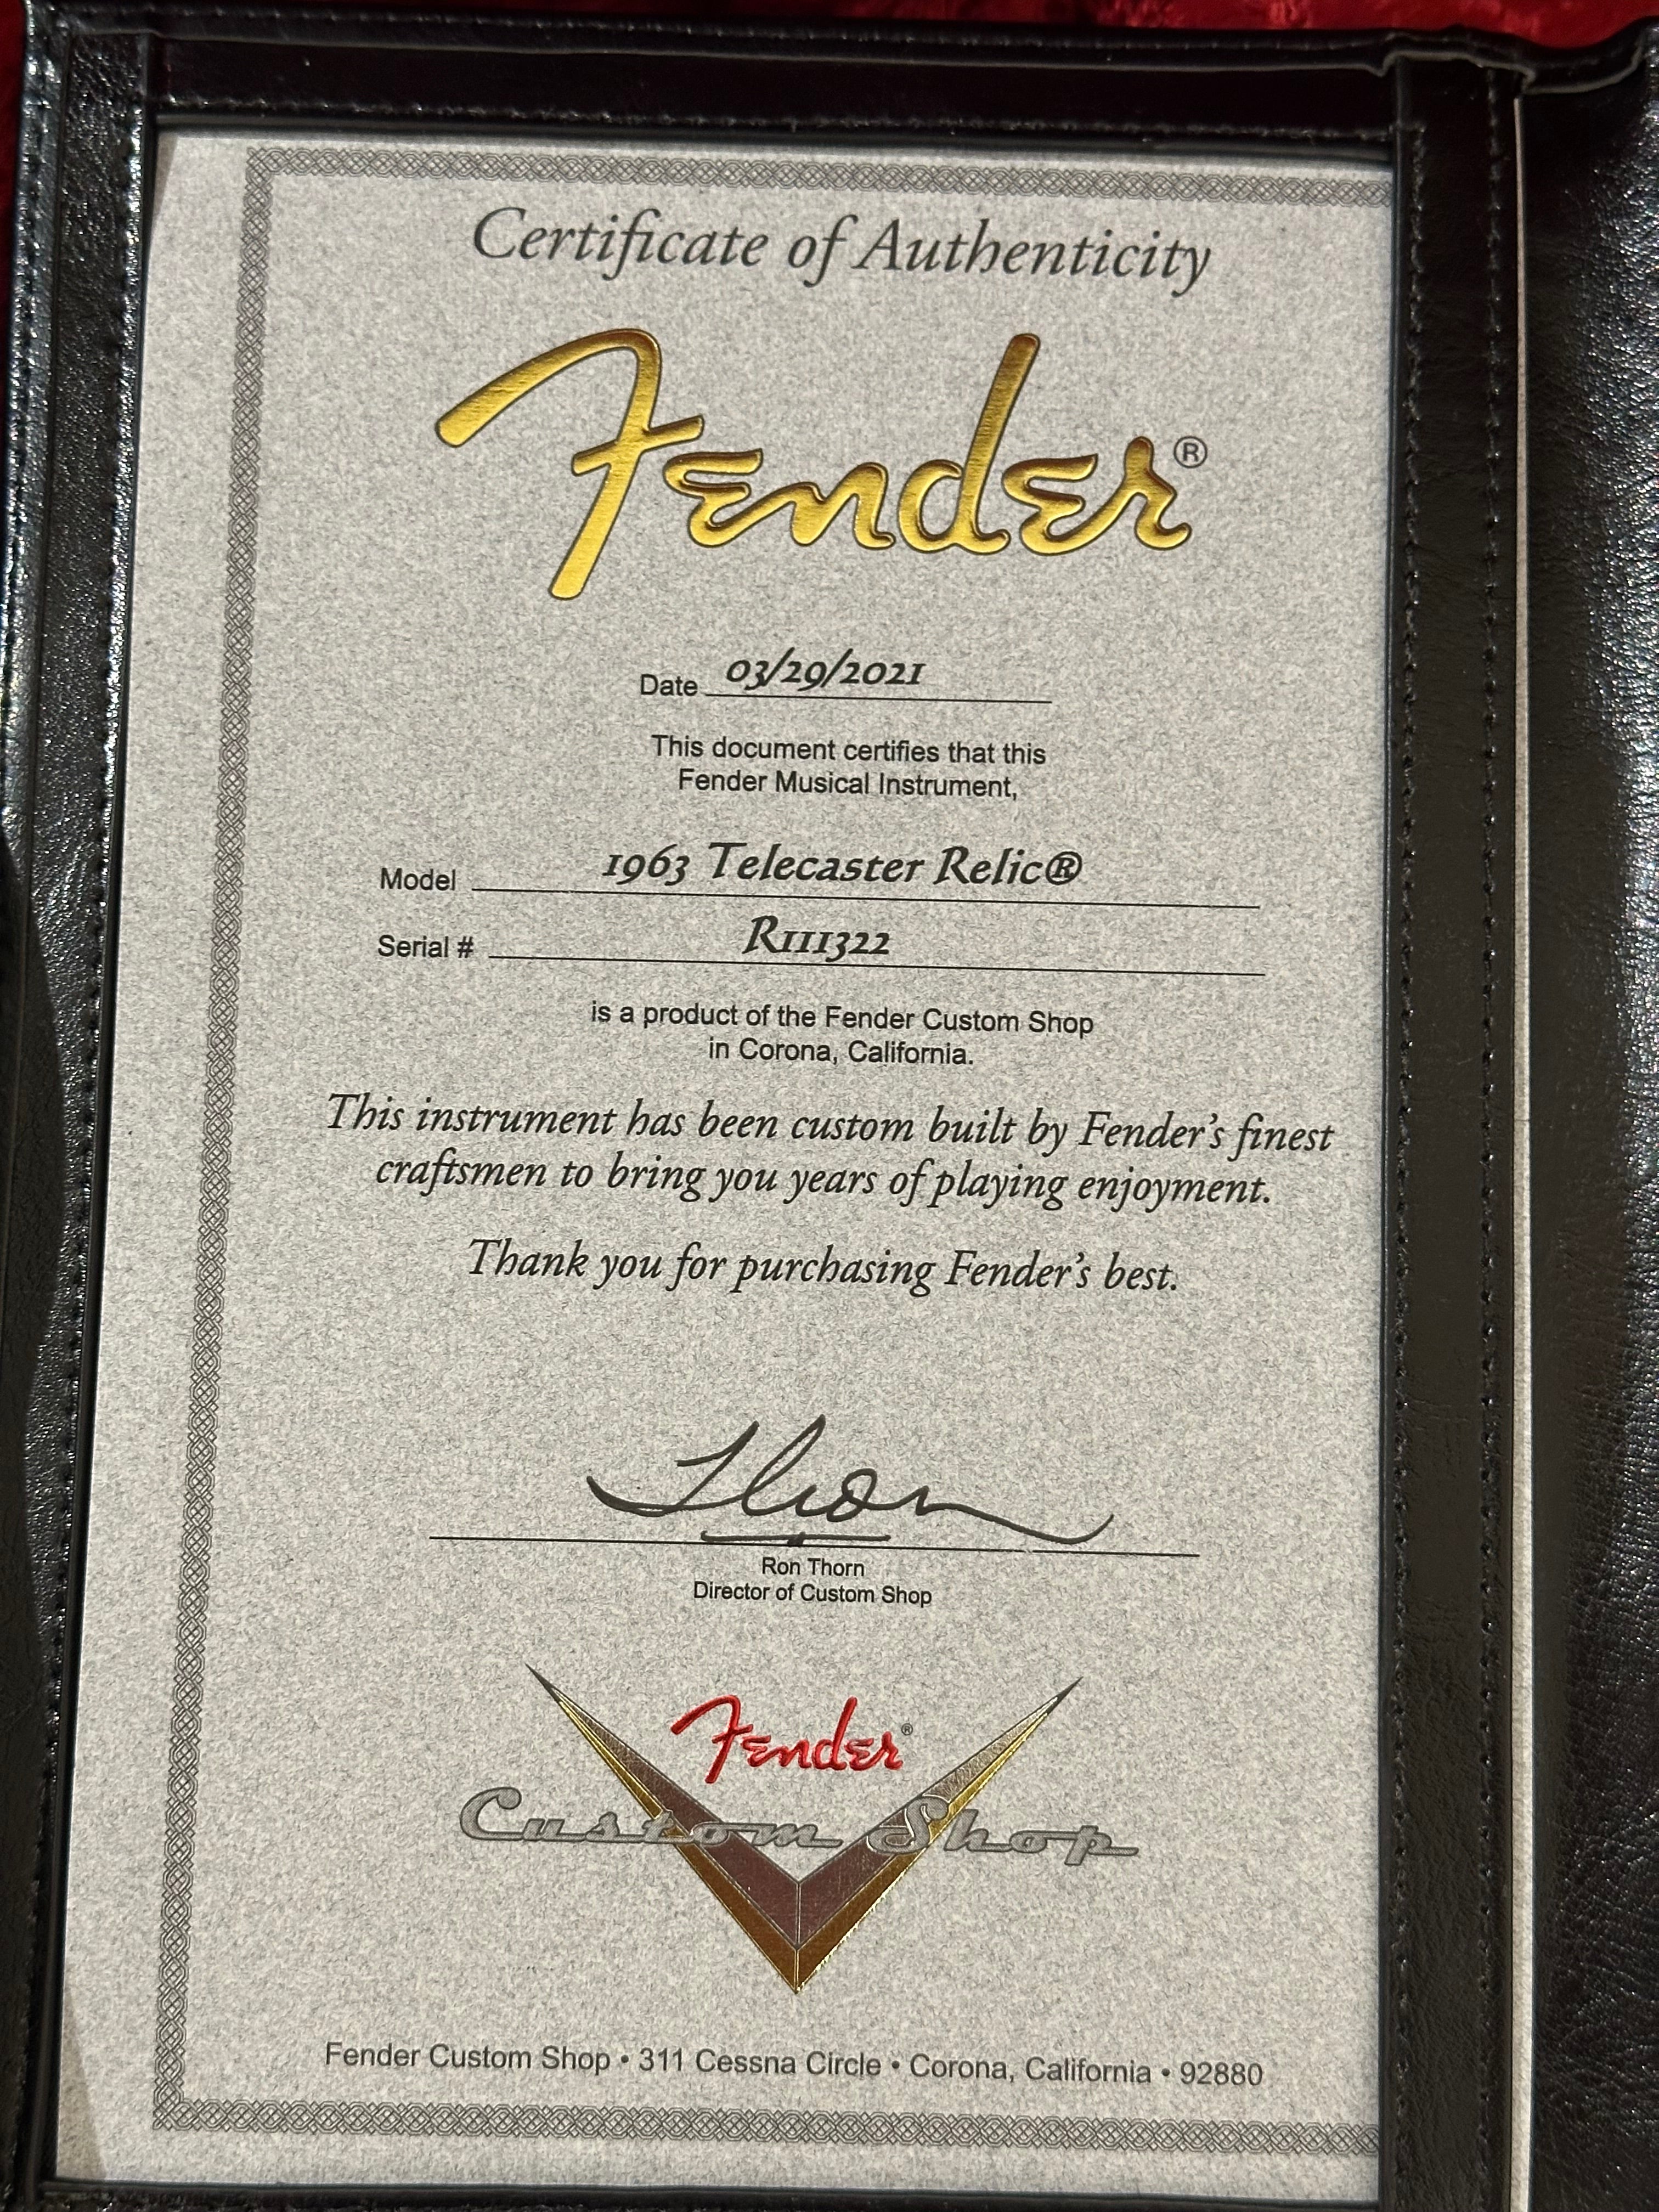 Certificate of Authenticity
Fender®
Date 03/29/2021
This document certifies that this
Fender Musical Instrument,
Model 1963 Telecaster Relic®
Serial # R111322
is a product of the Fender Custom Shop
in Corona, California.
This instrument has been custom built by Fender's finest
craftsmen to bring you years of playing enjoyment.
Thank you for purchasing Fender's best.
Thorn
Ron Thorn
Director of Custom Shop
Fender®
Custom Shop
Fender Custom Shop • 311 Cessna Circle • Corona, California • 92880